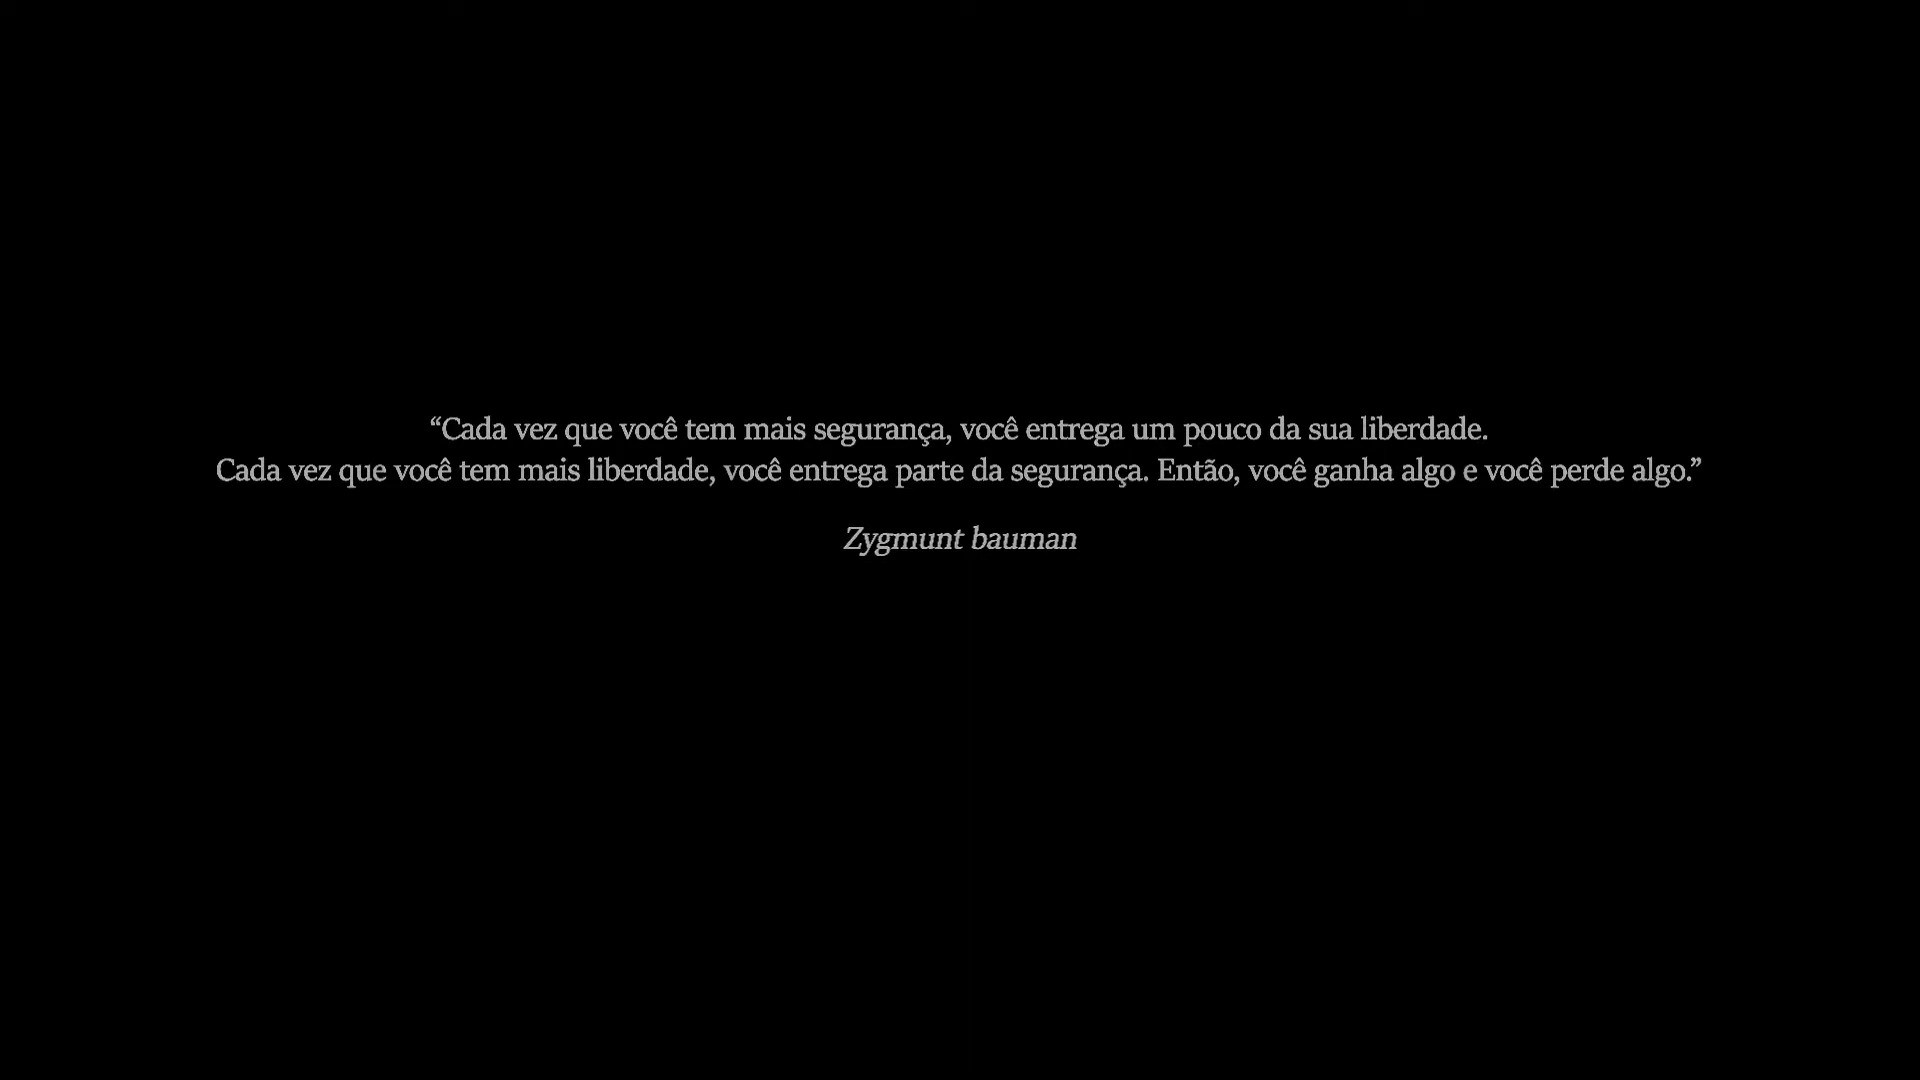 “Cada vez que você tem mais segurança, você entrega um pouco da sua liberdade.
Cada vez que você tem mais liberdade, você entrega parte da segurança. Então, você ganha algo e você perde algo.”
Zygmunt bauman